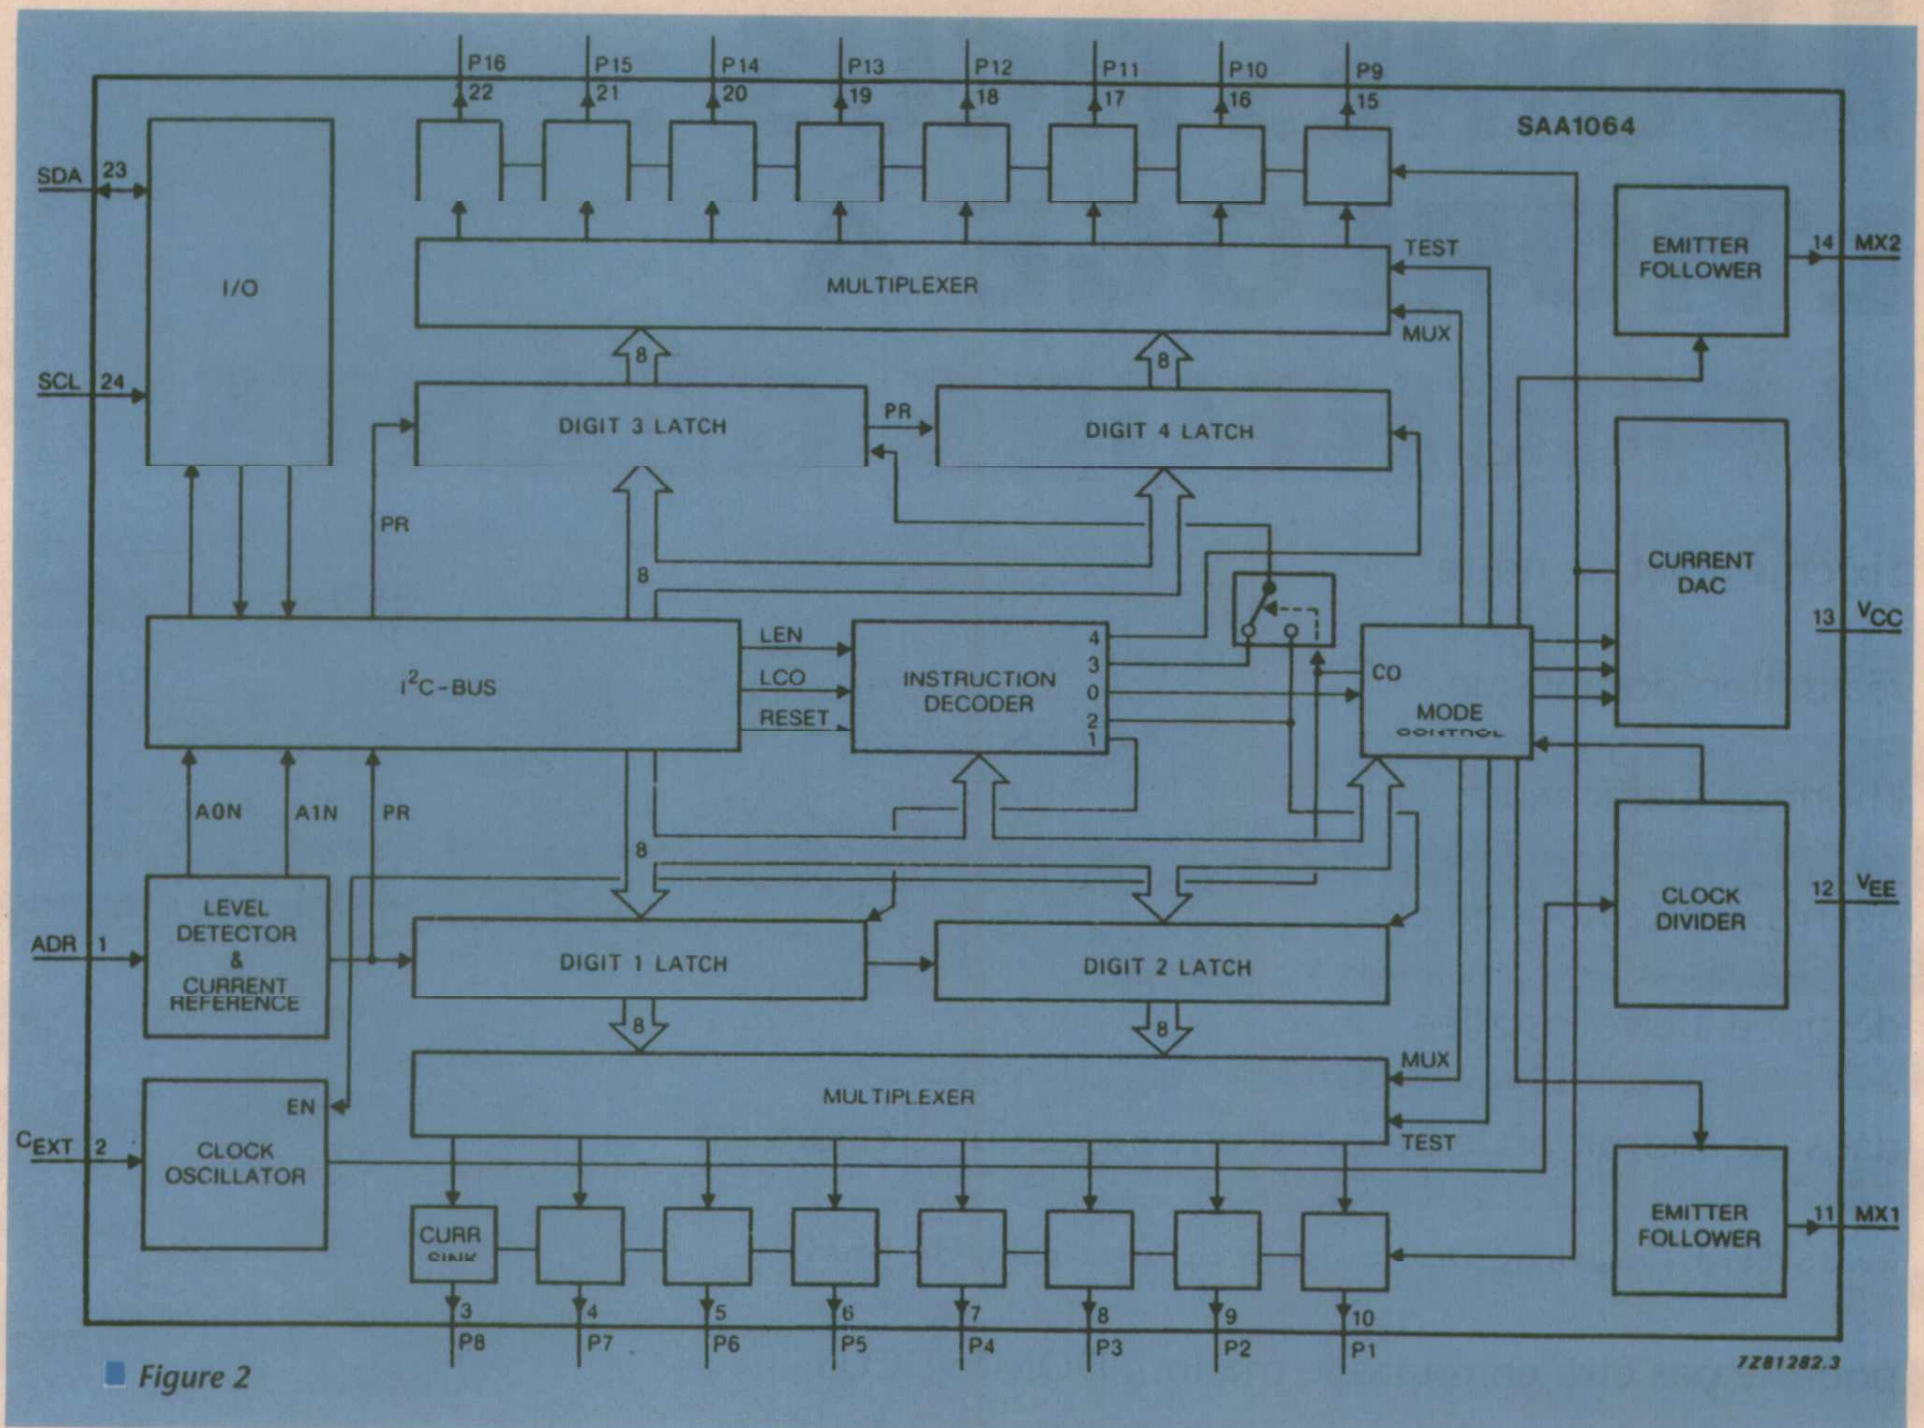 P16 P15 P14 P13 P12 P11 P10 P9
22 21 20 19 18 17 16 15
SAA1064
SDA 23
I/O
MULTIPLEXER
TEST
MUX
EMITTER
FOLLOWER
14 MX2
SCL 24
8 8
DIGIT 3 LATCH
PR
DIGIT 4 LATCH
PR
8
CURRENT
DAC
13 VCC
I²C-BUS
LEN
LCO
RESET
INSTRUCTION
DECODER
4
3
0
2
1
CO
MODE
CONTROL
A0N A1N PR
8
CLOCK
DIVIDER
12 VEE
ADR 1
LEVEL
DETECTOR
&
CURRENT
REFERENCE
DIGIT 1 LATCH
DIGIT 2 LATCH
8 8
MULTIPLEXER
MUX
TEST
CEXT 2
EN
CLOCK
OSCILLATOR
CURR
SINK
EMITTER
FOLLOWER
11 MX1
3 4 5 6 7 8 9 10
P8 P7 P6 P5 P4 P3 P2 P1
7Z81282.3
Figure 2